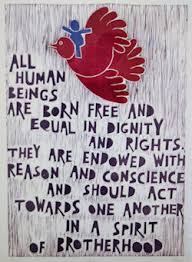 ALL
HUMAN
BEINGS
ARE BORN FREE AND
EQUAL IN DIGNITY
AND RIGHTS.
THEY ARE ENDOWED WITH
REASON AND CONSCIENCE
AND SHOULD ACT
TOWARDS ONE ANOTHER
IN A SPIRIT
OF BROTHERHOOD